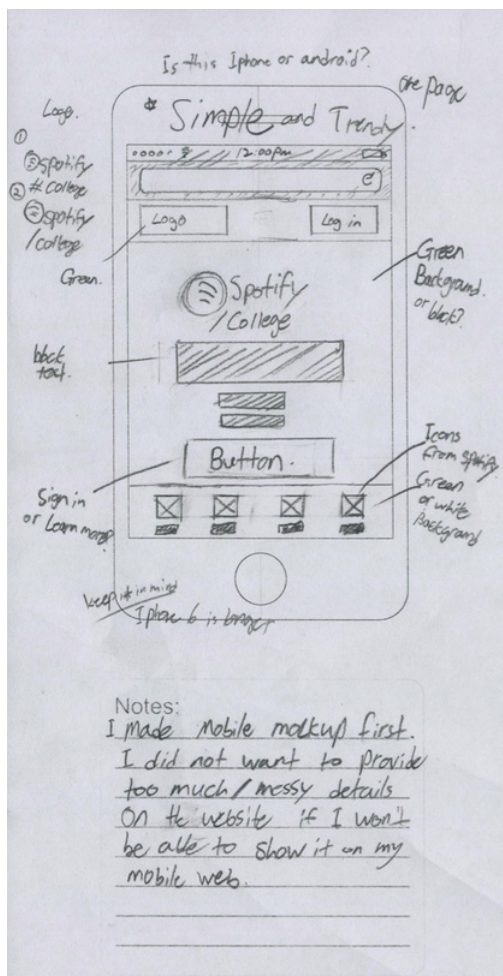 Is this Iphone or android?
one page
* Simple and Trendy.
12:00pm
Logo.
①
Spotify
② # College
Spotify
/college
Logo
Log in
Green.
Green
Background.
or black?
Spotify
/College
black
text.
Button.
Icons
from spotify
Green
or white
Background
Sign in
or Learn more?
keep it in mind
Iphone 6 is longer
Notes:
I made mobile mockup first.
I did not want to provide
too much/messy details
On the website if I won't
be able to show it on my
mobile web.